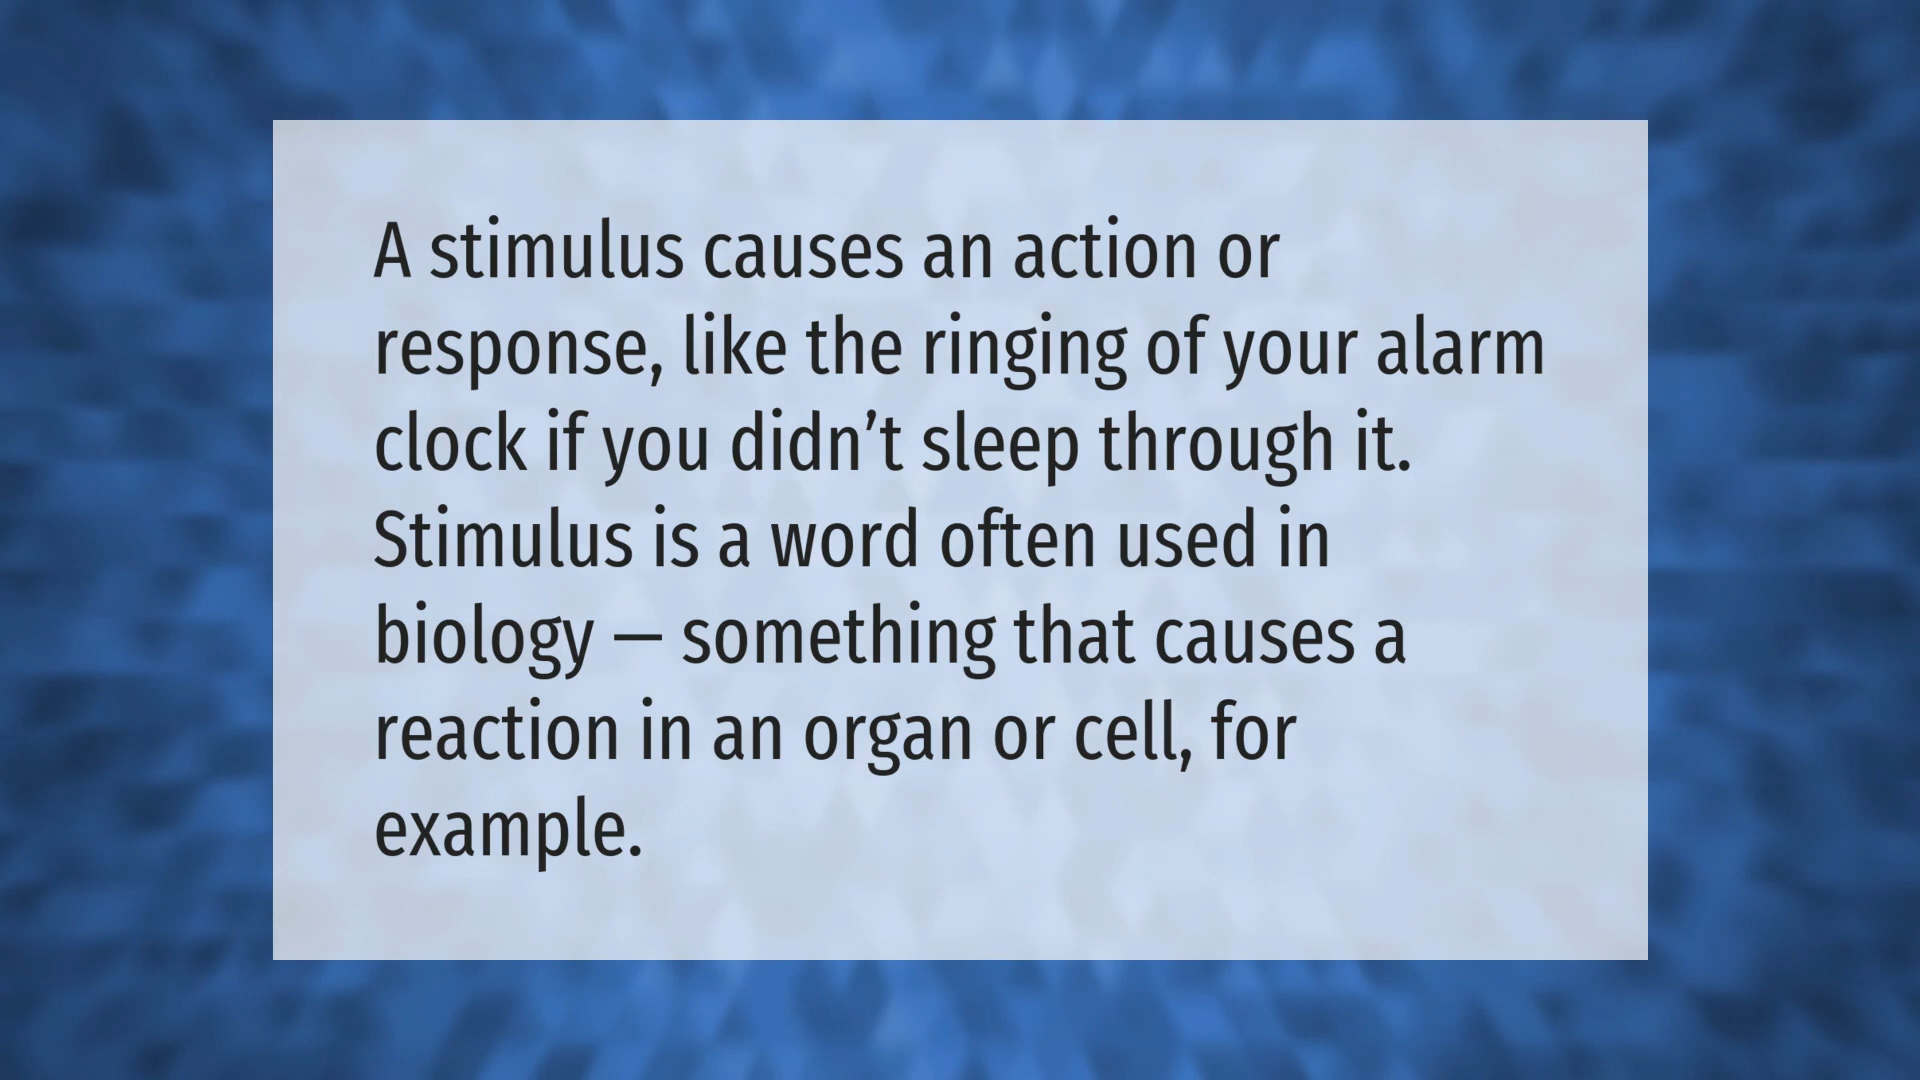 A stimulus causes an action or
response, like the ringing of your alarm
clock if you didn’t sleep through it.
Stimulus is a word often used in
biology — something that causes a
reaction in an organ or cell, for
example.